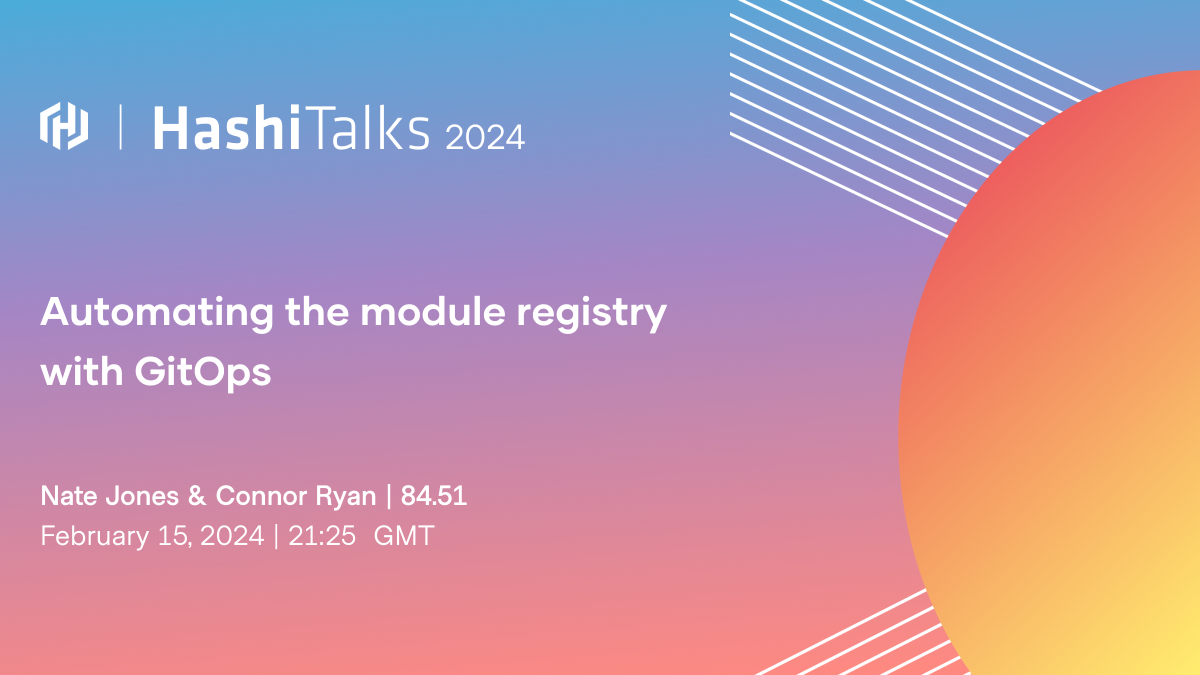 HashiTalks 2024
Automating the module registry
with GitOps
Nate Jones & Connor Ryan | 84.51
February 15, 2024 | 21:25 GMT